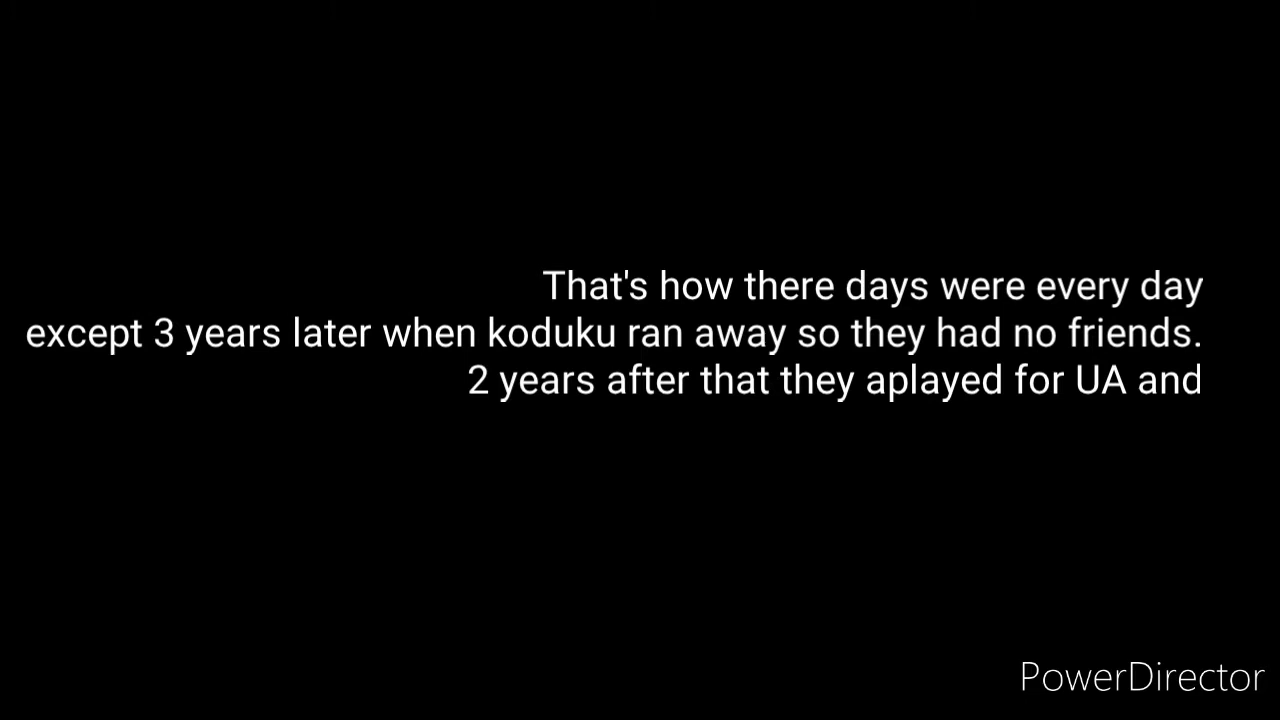 That's how there days were every day
except 3 years later when koduku ran away so they had no friends.
2 years after that they aplayed for UA and
PowerDirector